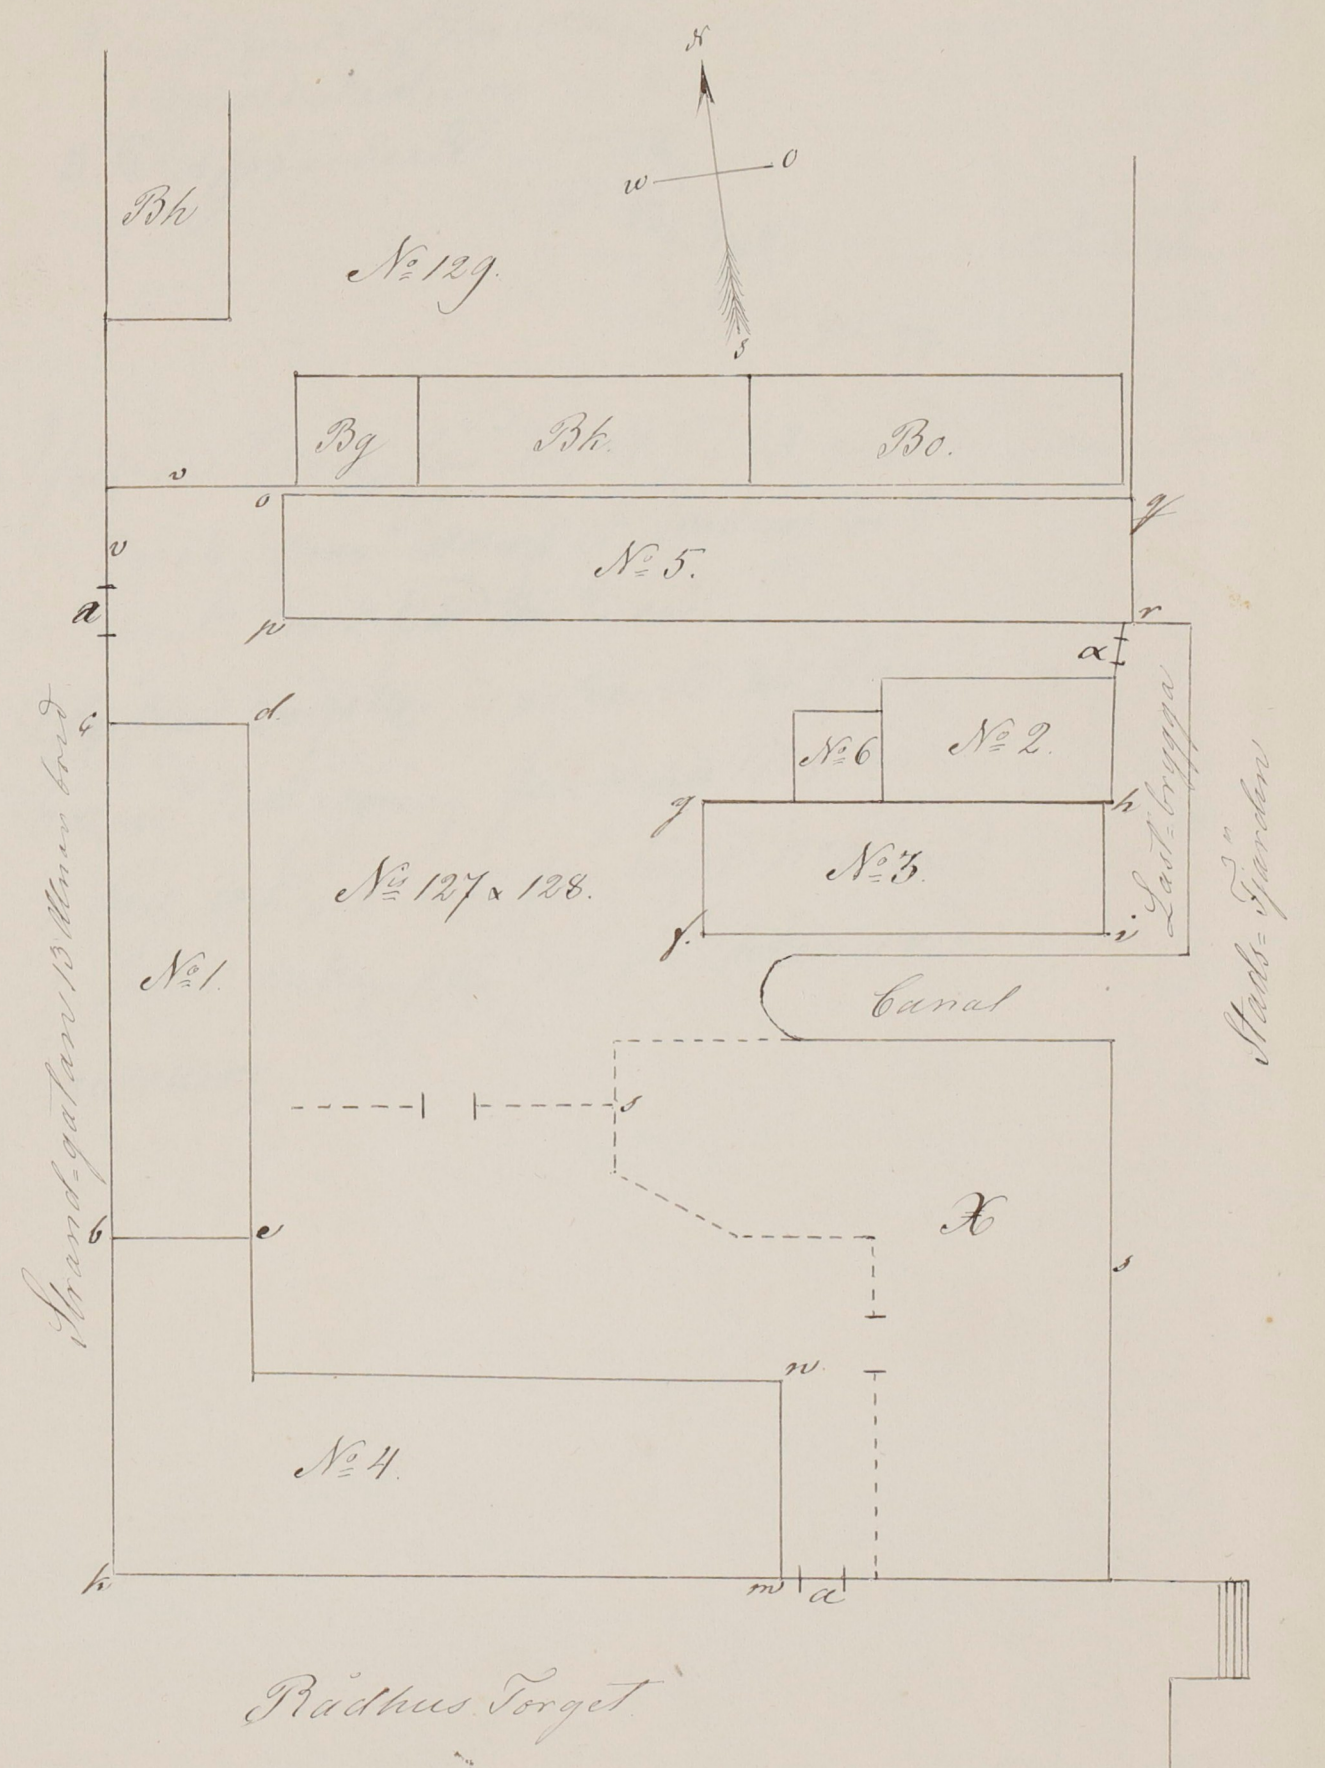 N
W O
S
Bh
No 129.
Bg Bk. Bo.
v
o q
v
No 5.
a
p r
a
c d.
No 6 No 2.
g h
No 3.
f. i
Last=brygga
Stads=Fjärden
Nis 127 & 128.
No 1.
Canal
s
X
b e
s
Strand=gatan 13 Alnar bred
n.
No 4.
k m a
Rådhus Torget.